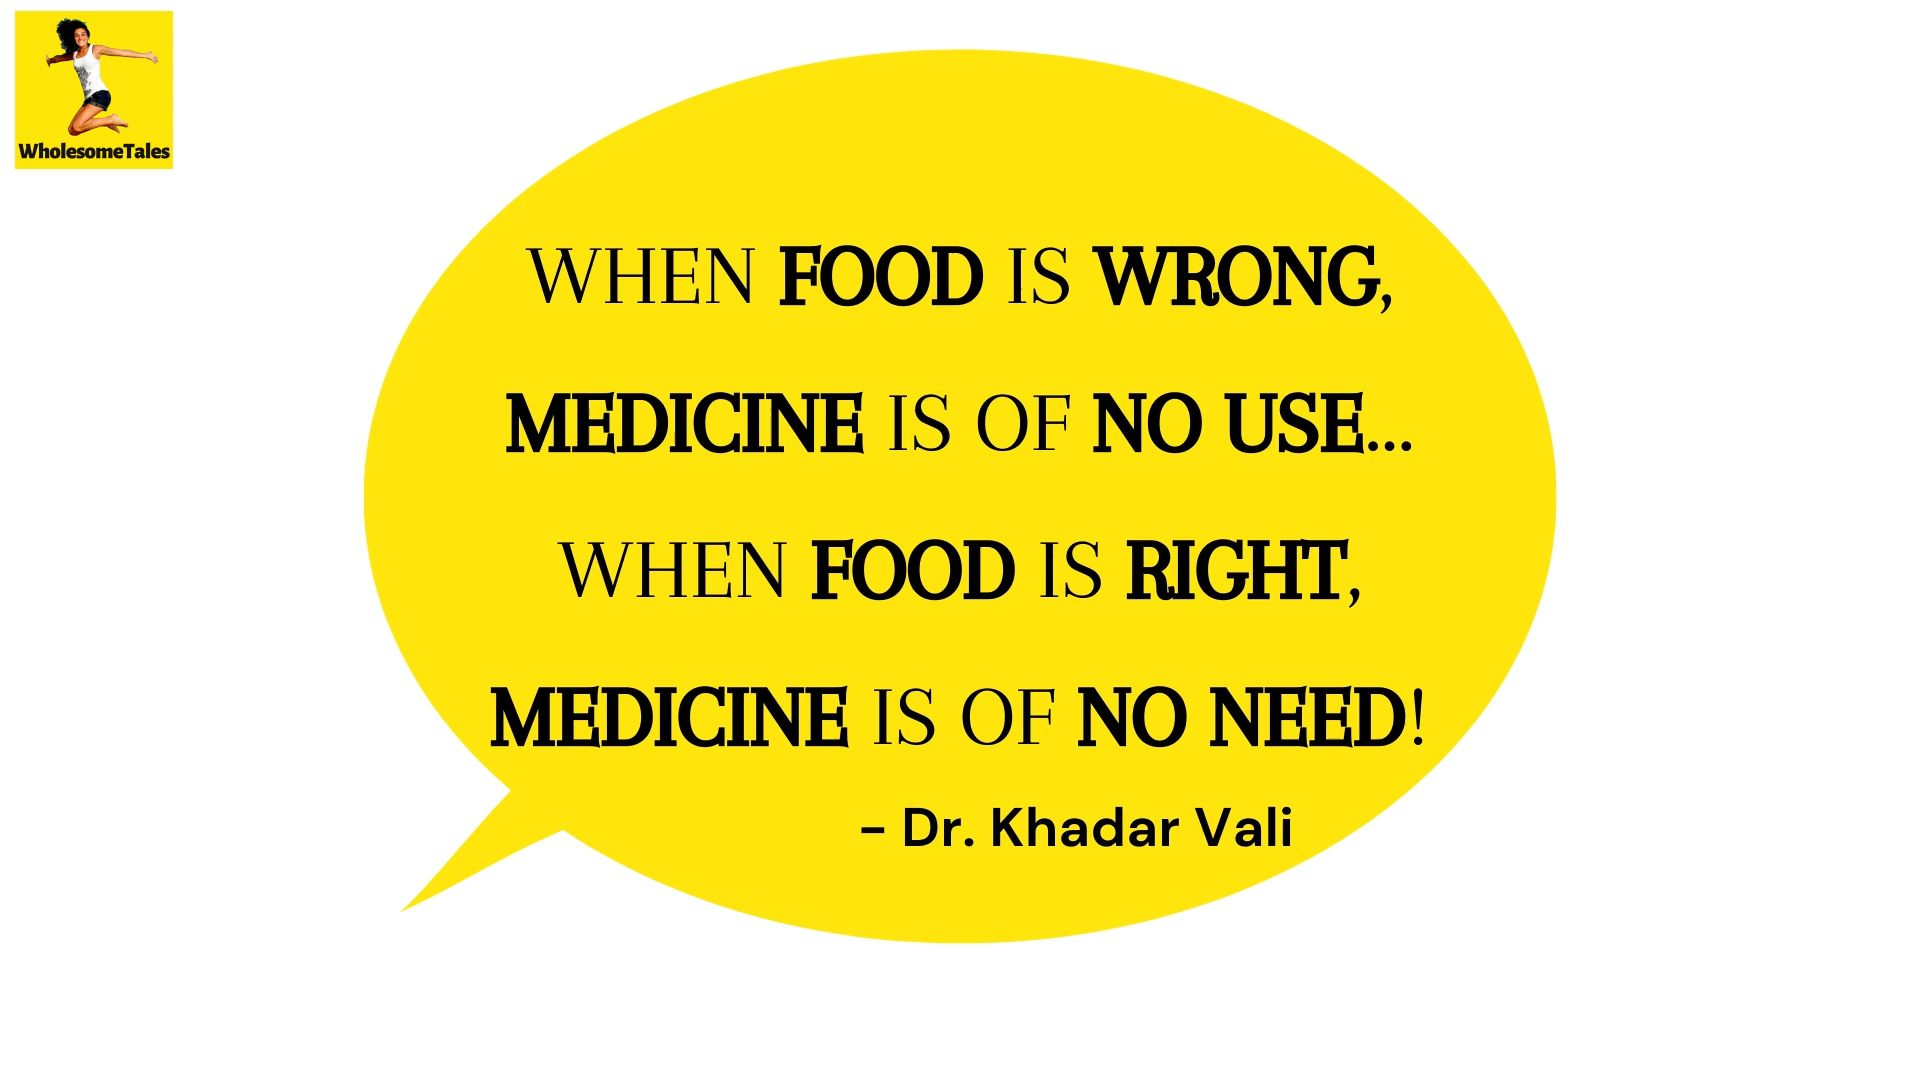 WholesomeTales
WHEN FOOD IS WRONG,
MEDICINE IS OF NO USE...
WHEN FOOD IS RIGHT,
MEDICINE IS OF NO NEED!
- Dr. Khadar Vali